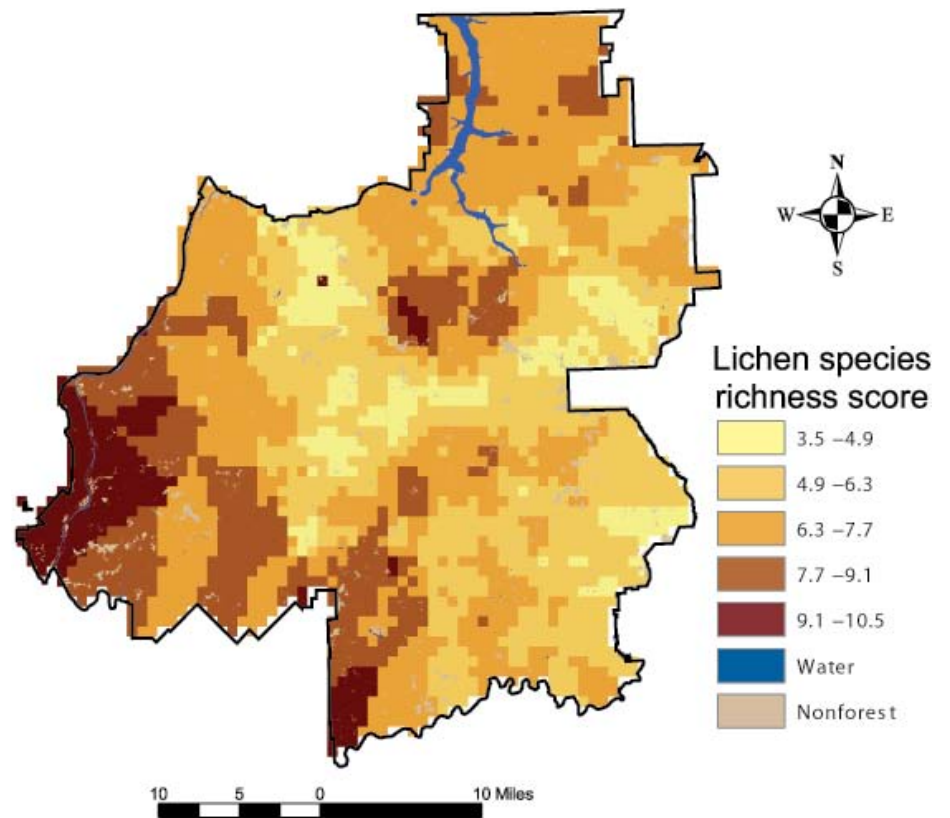 N
W E
S
Lichen species
richness score
3.5 –4.9
4.9 –6.3
6.3 –7.7
7.7 –9.1
9.1 –10.5
Water
Nonforest
10 5 0 10 Miles